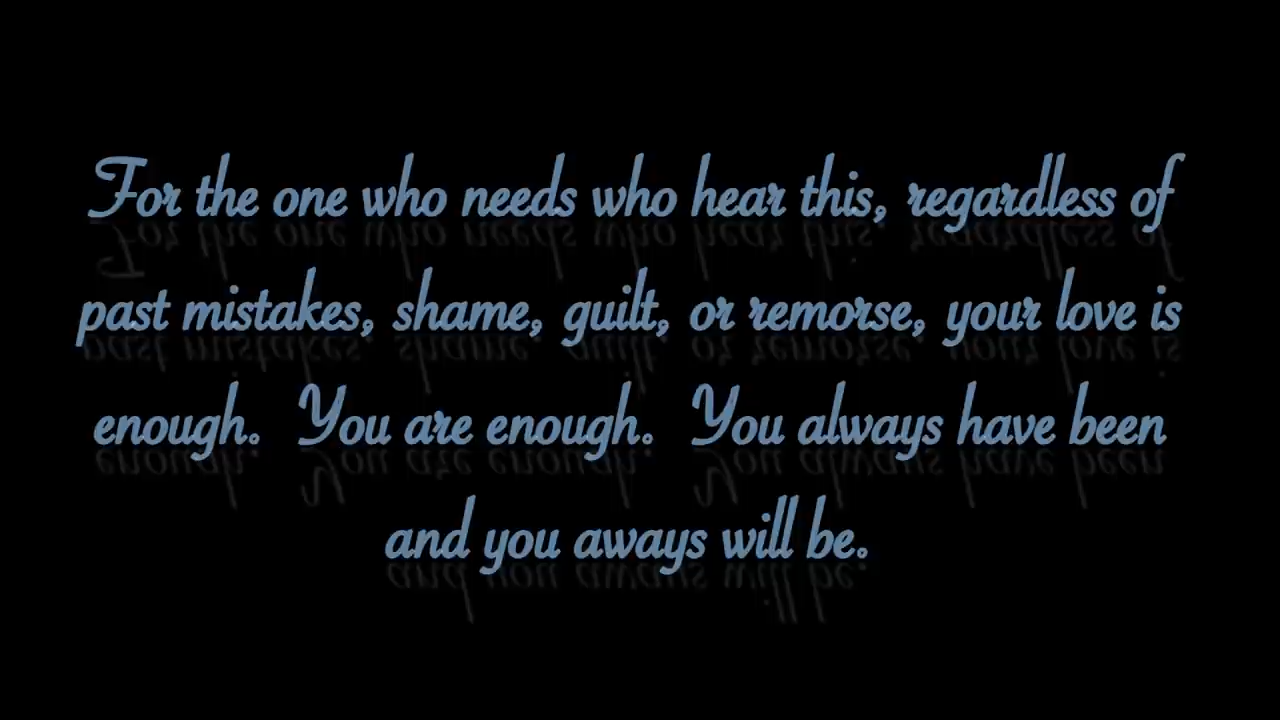 For the one who needs who hear this, regardless of
past mistakes, shame, guilt, or remorse, your love is
enough. You are enough. You always have been
and you aways will be.